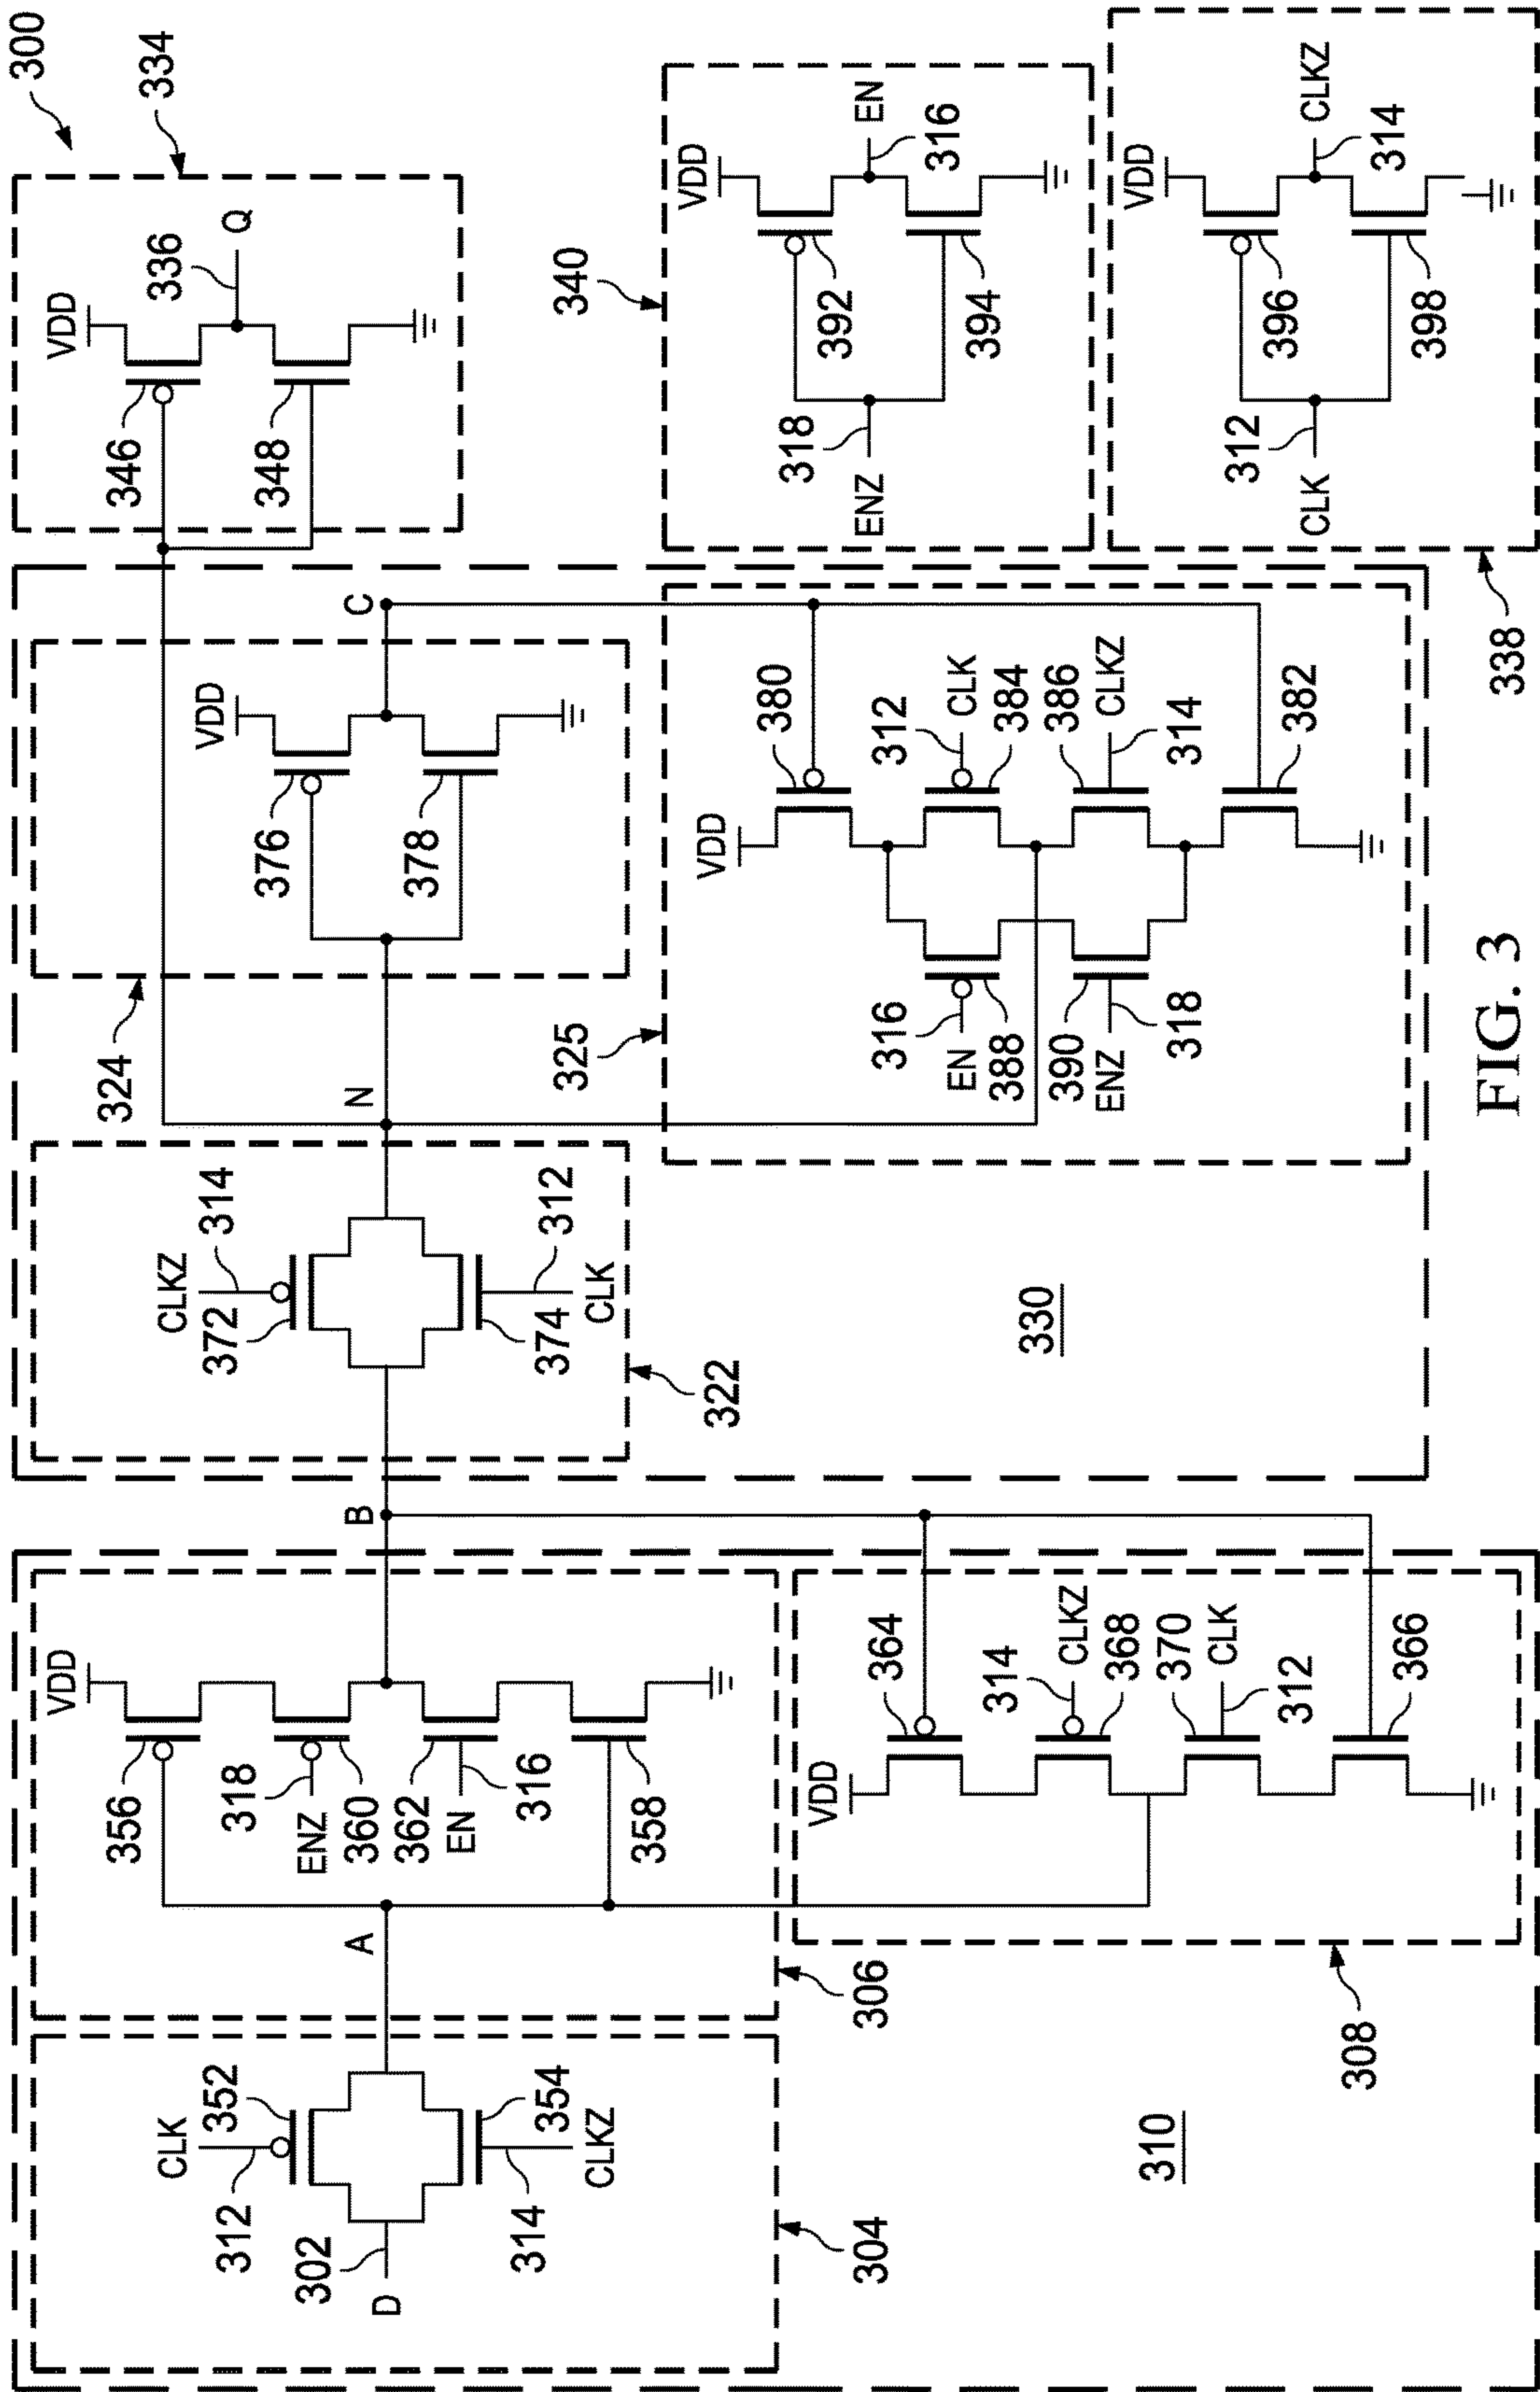 300
334
VDD
336
Q
346
348
340
VDD
EN
316
392
394
318
ENZ
VDD
CLKZ
314
396
398
312
CLK
338
324
VDD
376
378
C
N
325
VDD
380
312
CLK
384
386
CLKZ
314
382
316
EN
388
390
ENZ
318
CLKZ
314
372
374
312
CLK
322
330
B
VDD
356
318
ENZ
360
362
EN
316
358
A
306
VDD
364
314
CLKZ
368
370
CLK
312
366
308
CLK
352
312
302
D
354
314
CLKZ
304
310
FIG. 3